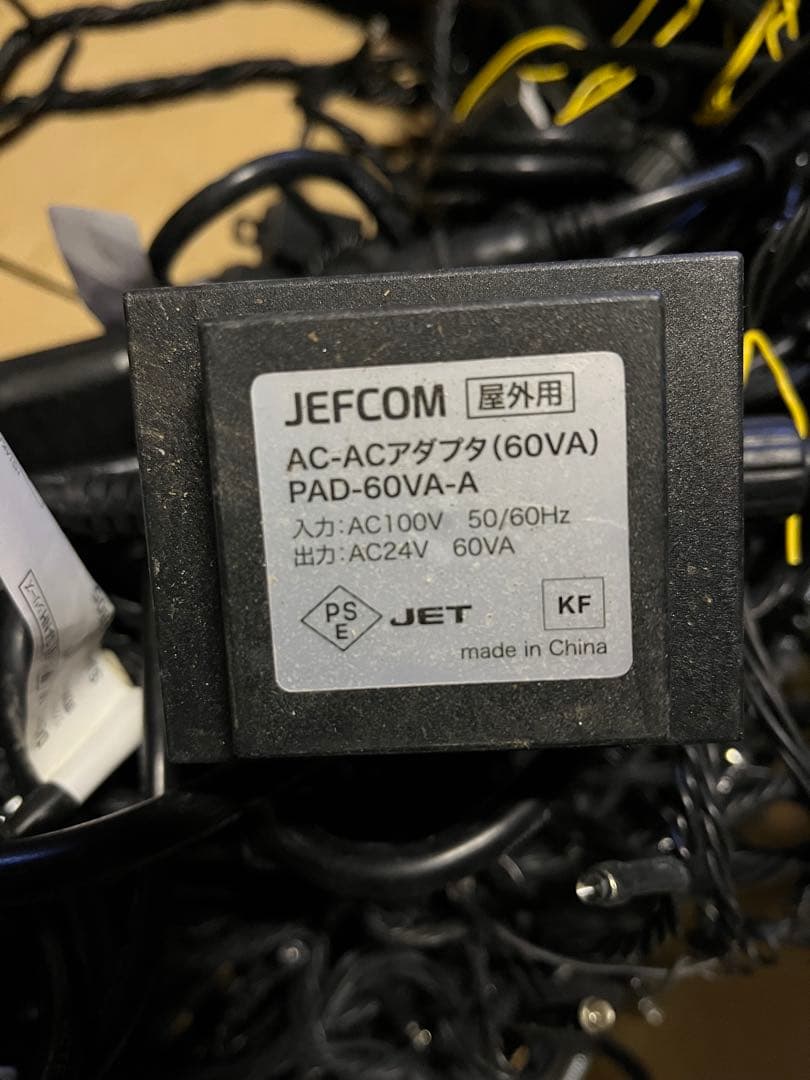 JEFCOM 屋外用
AC-ACアダプタ(60VA)
PAD-60VA-A
入力:AC100V 50/60Hz
出力:AC24V 60VA
PS
E
JET
KF
made in China